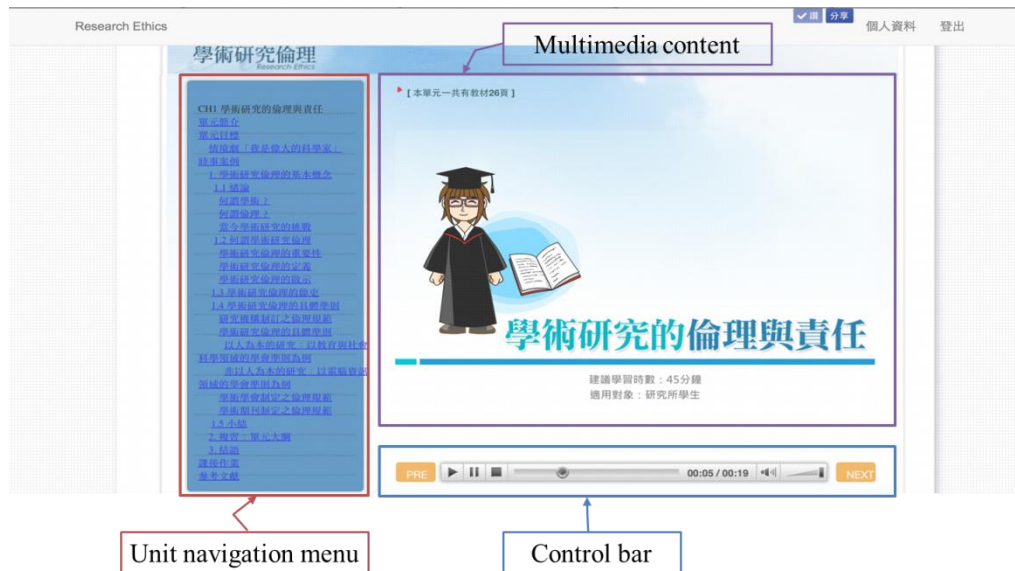 Research Ethics
讚 分享
個人資料 登出
學術研究倫理
Research Ethics
Multimedia content
CH1 學術研究的倫理與責任
單元簡介
單元目標
情境劇「我是偉大的科學家」
時事案例
1. 學術研究倫理的基本概念
1.1 緒論
何謂學術？
何謂倫理？
當今學術研究的挑戰
1.2 何謂學術研究倫理
學術研究倫理的重要性
學術研究倫理的定義
學術研究倫理的啟示
1.3 學術研究倫理的簡史
1.4 學術研究倫理的具體準則
研究機構制訂之倫理規範
學術研究倫理的具體準則
以人為本的研究：以教育與社會
科學領域的學會準則為例
非以人為本的研究：以電腦資訊
領域的學會準則為例
學術學會制定之倫理規範
學術期刊制定之倫理規範
1.5 小結
2. 複習：單元大綱
3. 結語
課後作業
參考文獻
[ 本單元一共有教材26頁 ]
學術研究的倫理與責任
建議學習時數：45分鐘
適用對象：研究所學生
PRE
00:05 / 00:19
NEXT
Unit navigation menu
Control bar